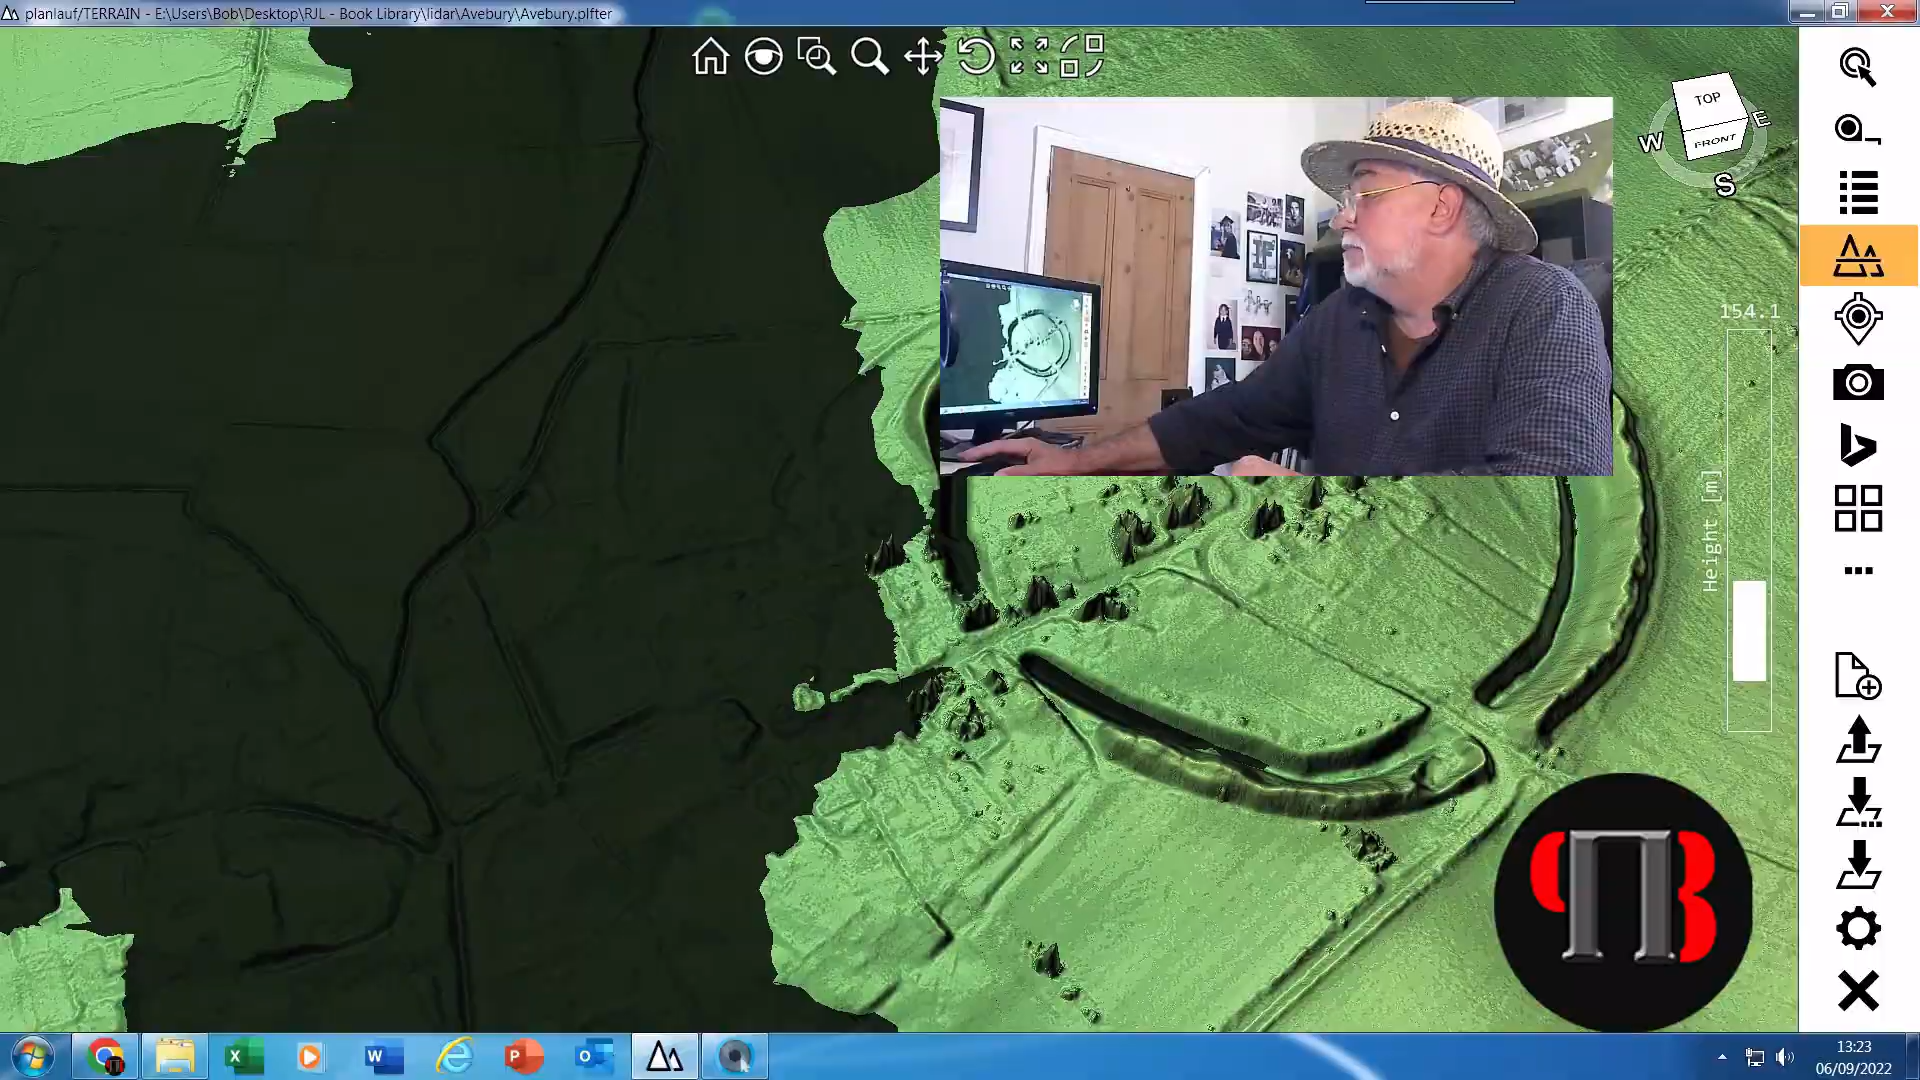 planlauf/TERRAIN - E:\Users\Bob\Desktop\RJL - Book Library\lidar\Avebury\Avebury.plfter
TOP
FRONT
W
E
S
154.1
Height [m]
ПB
X
W
P
O
13:23
06/09/2022